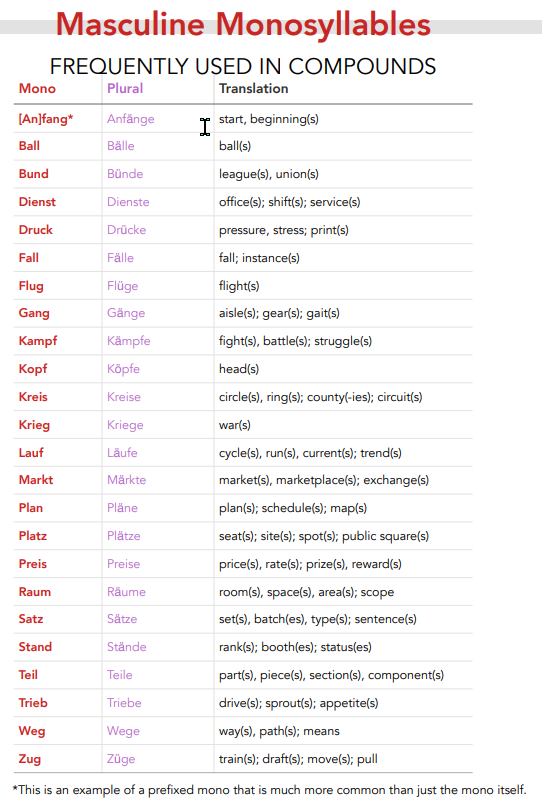 Masculine Monosyllables
FREQUENTLY USED IN COMPOUNDS
Mono Plural Translation
[An]fang* Anfänge start, beginning(s)
Ball Bälle ball(s)
Bund Bünde league(s), union(s)
Dienst Dienste office(s); shift(s); service(s)
Druck Drücke pressure, stress; print(s)
Fall Fälle fall; instance(s)
Flug Flüge flight(s)
Gang Gänge aisle(s); gear(s); gait(s)
Kampf Kämpfe fight(s), battle(s); struggle(s)
Kopf Köpfe head(s)
Kreis Kreise circle(s), ring(s); county(-ies); circuit(s)
Krieg Kriege war(s)
Lauf Läufe cycle(s), run(s), current(s); trend(s)
Markt Märkte market(s), marketplace(s); exchange(s)
Plan Pläne plan(s); schedule(s); map(s)
Platz Plätze seat(s); site(s); spot(s); public square(s)
Preis Preise price(s), rate(s); prize(s), reward(s)
Raum Räume room(s), space(s), area(s); scope
Satz Sätze set(s), batch(es), type(s); sentence(s)
Stand Stände rank(s); booth(es); status(es)
Teil Teile part(s), piece(s), section(s), component(s)
Trieb Triebe drive(s); sprout(s); appetite(s)
Weg Wege way(s), path(s); means
Zug Züge train(s); draft(s); move(s); pull
*This is an example of a prefixed mono that is much more common than just the mono itself.